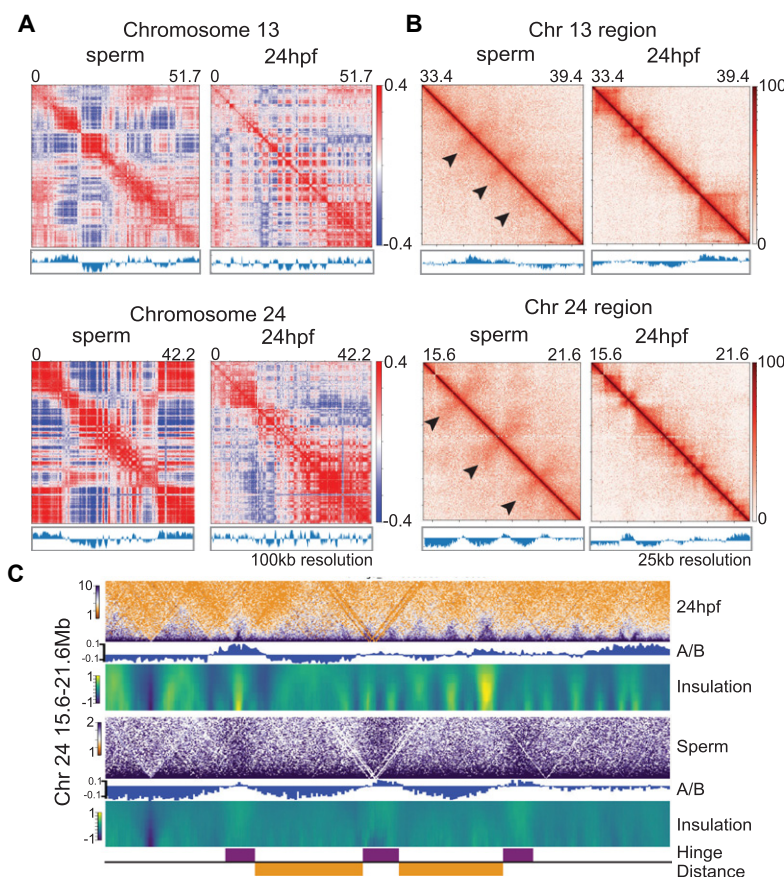 A
Chromosome 13
sperm
24hpf
0
51.7
0
51.7
0.4
-0.4
B
Chr 13 region
sperm
24hpf
33.4
39.4
33.4
39.4
100
0
Chromosome 24
sperm
24hpf
0
42.2
0
42.2
0.4
-0.4
100kb resolution
Chr 24 region
sperm
24hpf
15.6
21.6
15.6
21.6
100
0
25kb resolution
C
Chr 24 15.6-21.6Mb
10
1
24hpf
0.1
-0.1
A/B
1
-1
Insulation
2
1
Sperm
0.1
-0.1
A/B
1
-1
Insulation
Hinge
Distance